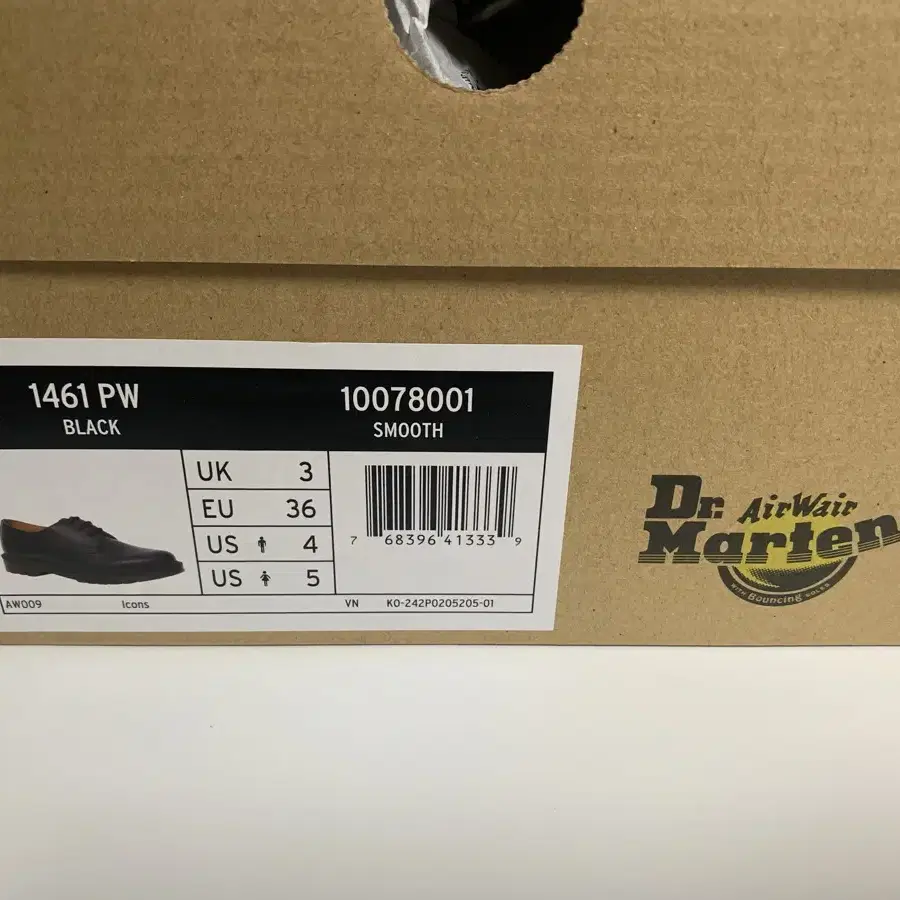 1461 PW
BLACK
10078001
SMOOTH
UK 3
EU 36
US 4
US 5
7 68396 41333 9
AW009
Icons
VN
KO-242P0205205-01
Dr. AirWair
Marten
WITH Bouncing SOLES